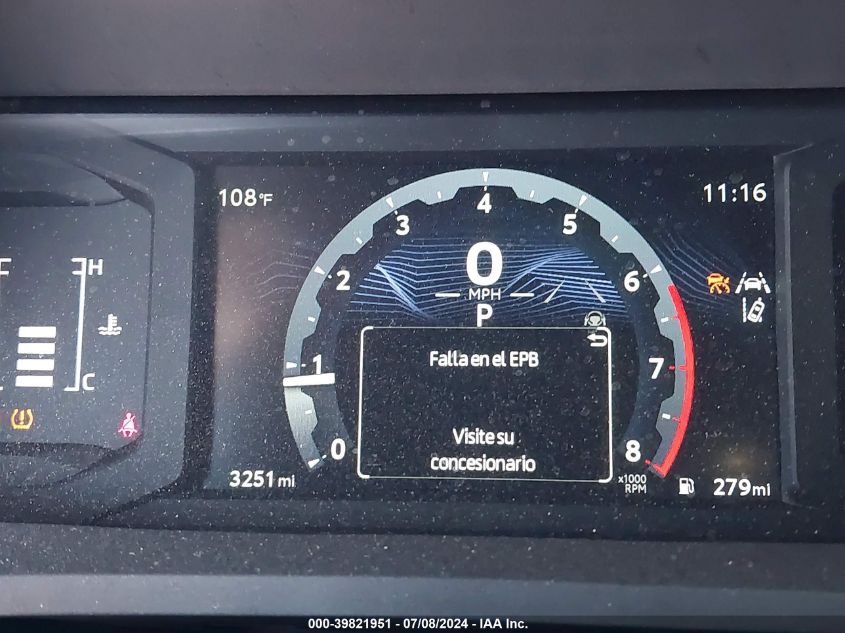 108°F
11:16
4
3
5
2
6
0
MPH
P
F
H
1
7
Falla en el EPB
C
Visite su
concesionario
0
8
x1000
RPM
3251 mi
279 mi
000-39821951 - 07/08/2024 - IAA Inc.